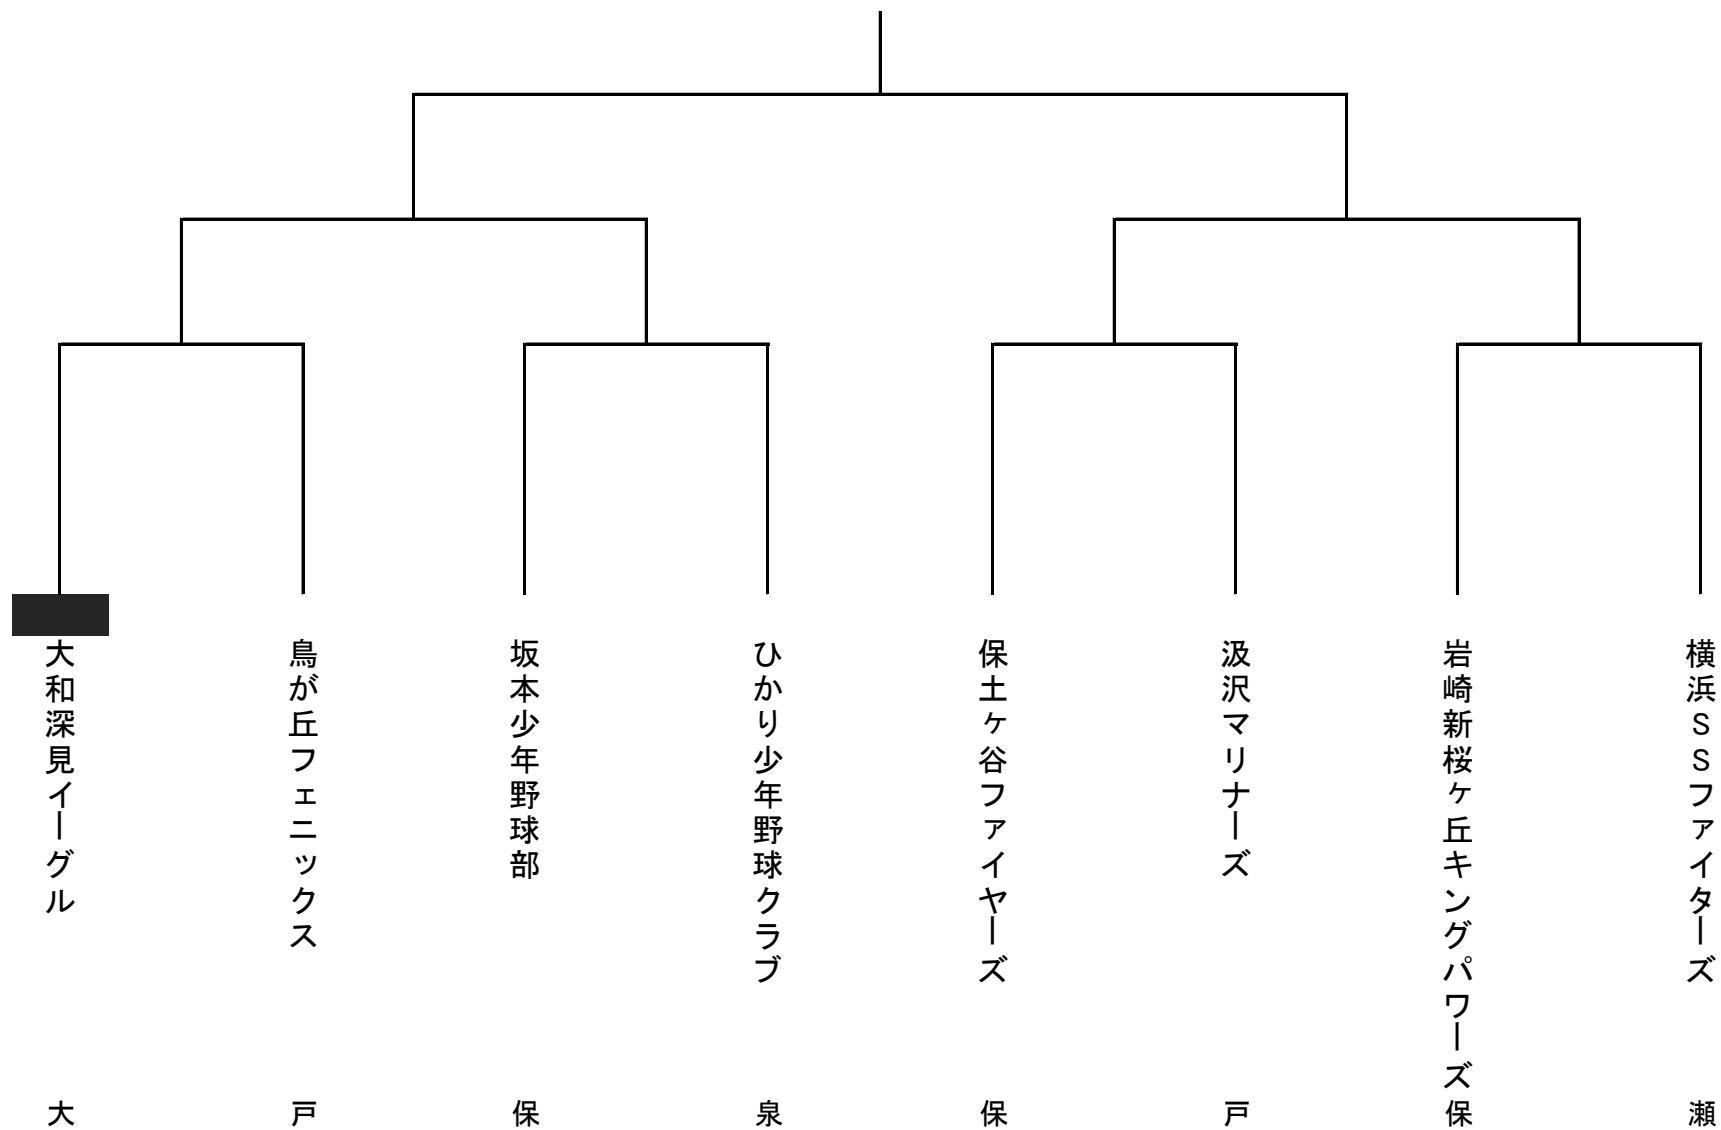 大和深見イーグル
鳥が丘フェニックス
坂本少年野球部
ひかり少年野球クラブ
保土ヶ谷ファイヤーズ
汲沢マリナーズ
岩崎新桜ヶ丘キングパワーズ
横浜SSファイターズ
大
戸
保
泉
保
戸
保
瀬